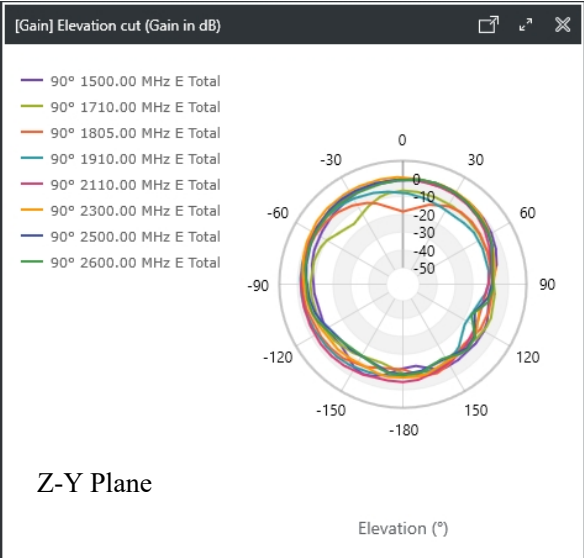 [Gain] Elevation cut (Gain in dB)
90° 1500.00 MHz E Total
90° 1710.00 MHz E Total
90° 1805.00 MHz E Total
90° 1910.00 MHz E Total
90° 2110.00 MHz E Total
90° 2300.00 MHz E Total
90° 2500.00 MHz E Total
90° 2600.00 MHz E Total
0
-30
30
-60
60
-90
90
-120
120
-150
150
-180
0
-10
-20
-30
-40
-50
Z-Y Plane
Elevation (°)